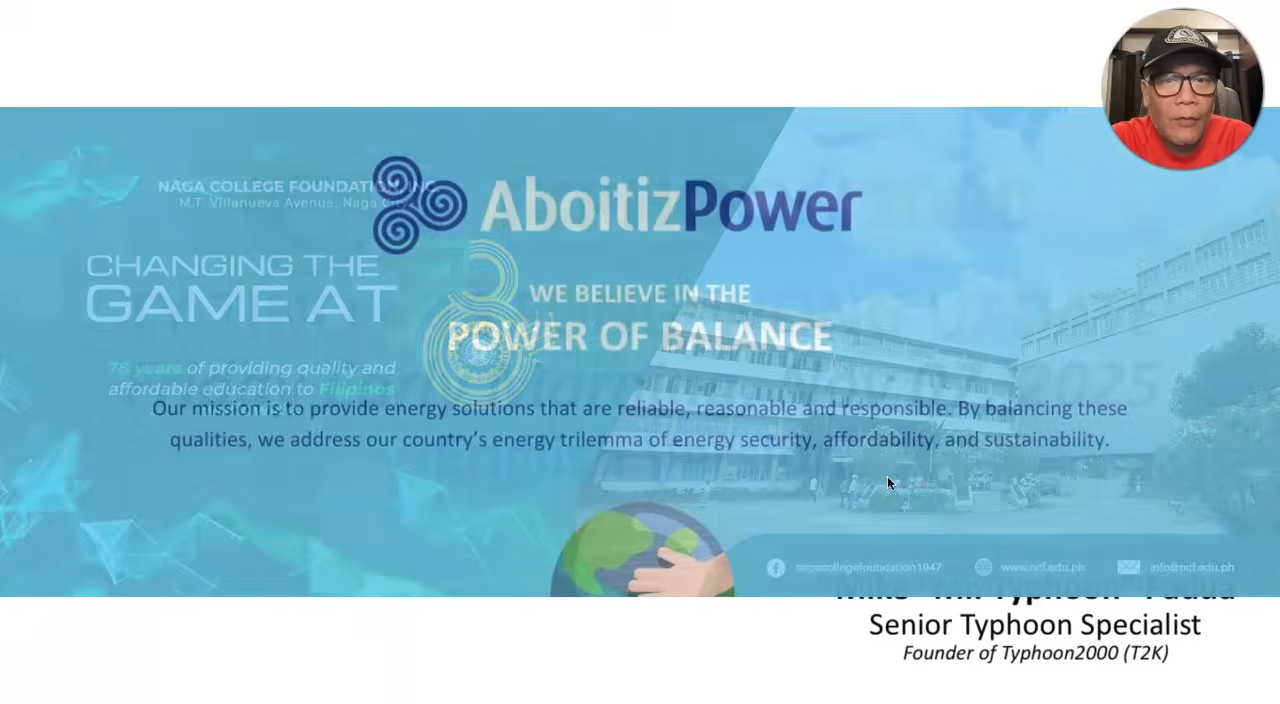 NAGA COLLEGE FOUNDATION, INC
M.T. Villanueva Avenue, Naga City
AboitizPower
CHANGING THE
GAME AT
WE BELIEVE IN THE
POWER OF BALANCE
78 years of providing quality and
affordable education to Filipinos
Our mission is to provide energy solutions that are reliable, reasonable and responsible. By balancing these
qualities, we address our country’s energy trilemma of energy security, affordability, and sustainability.
nagacollegefoundation1947
www.ncf.edu.ph
info@ncf.edu.ph
Senior Typhoon Specialist
Founder of Typhoon2000 (T2K)